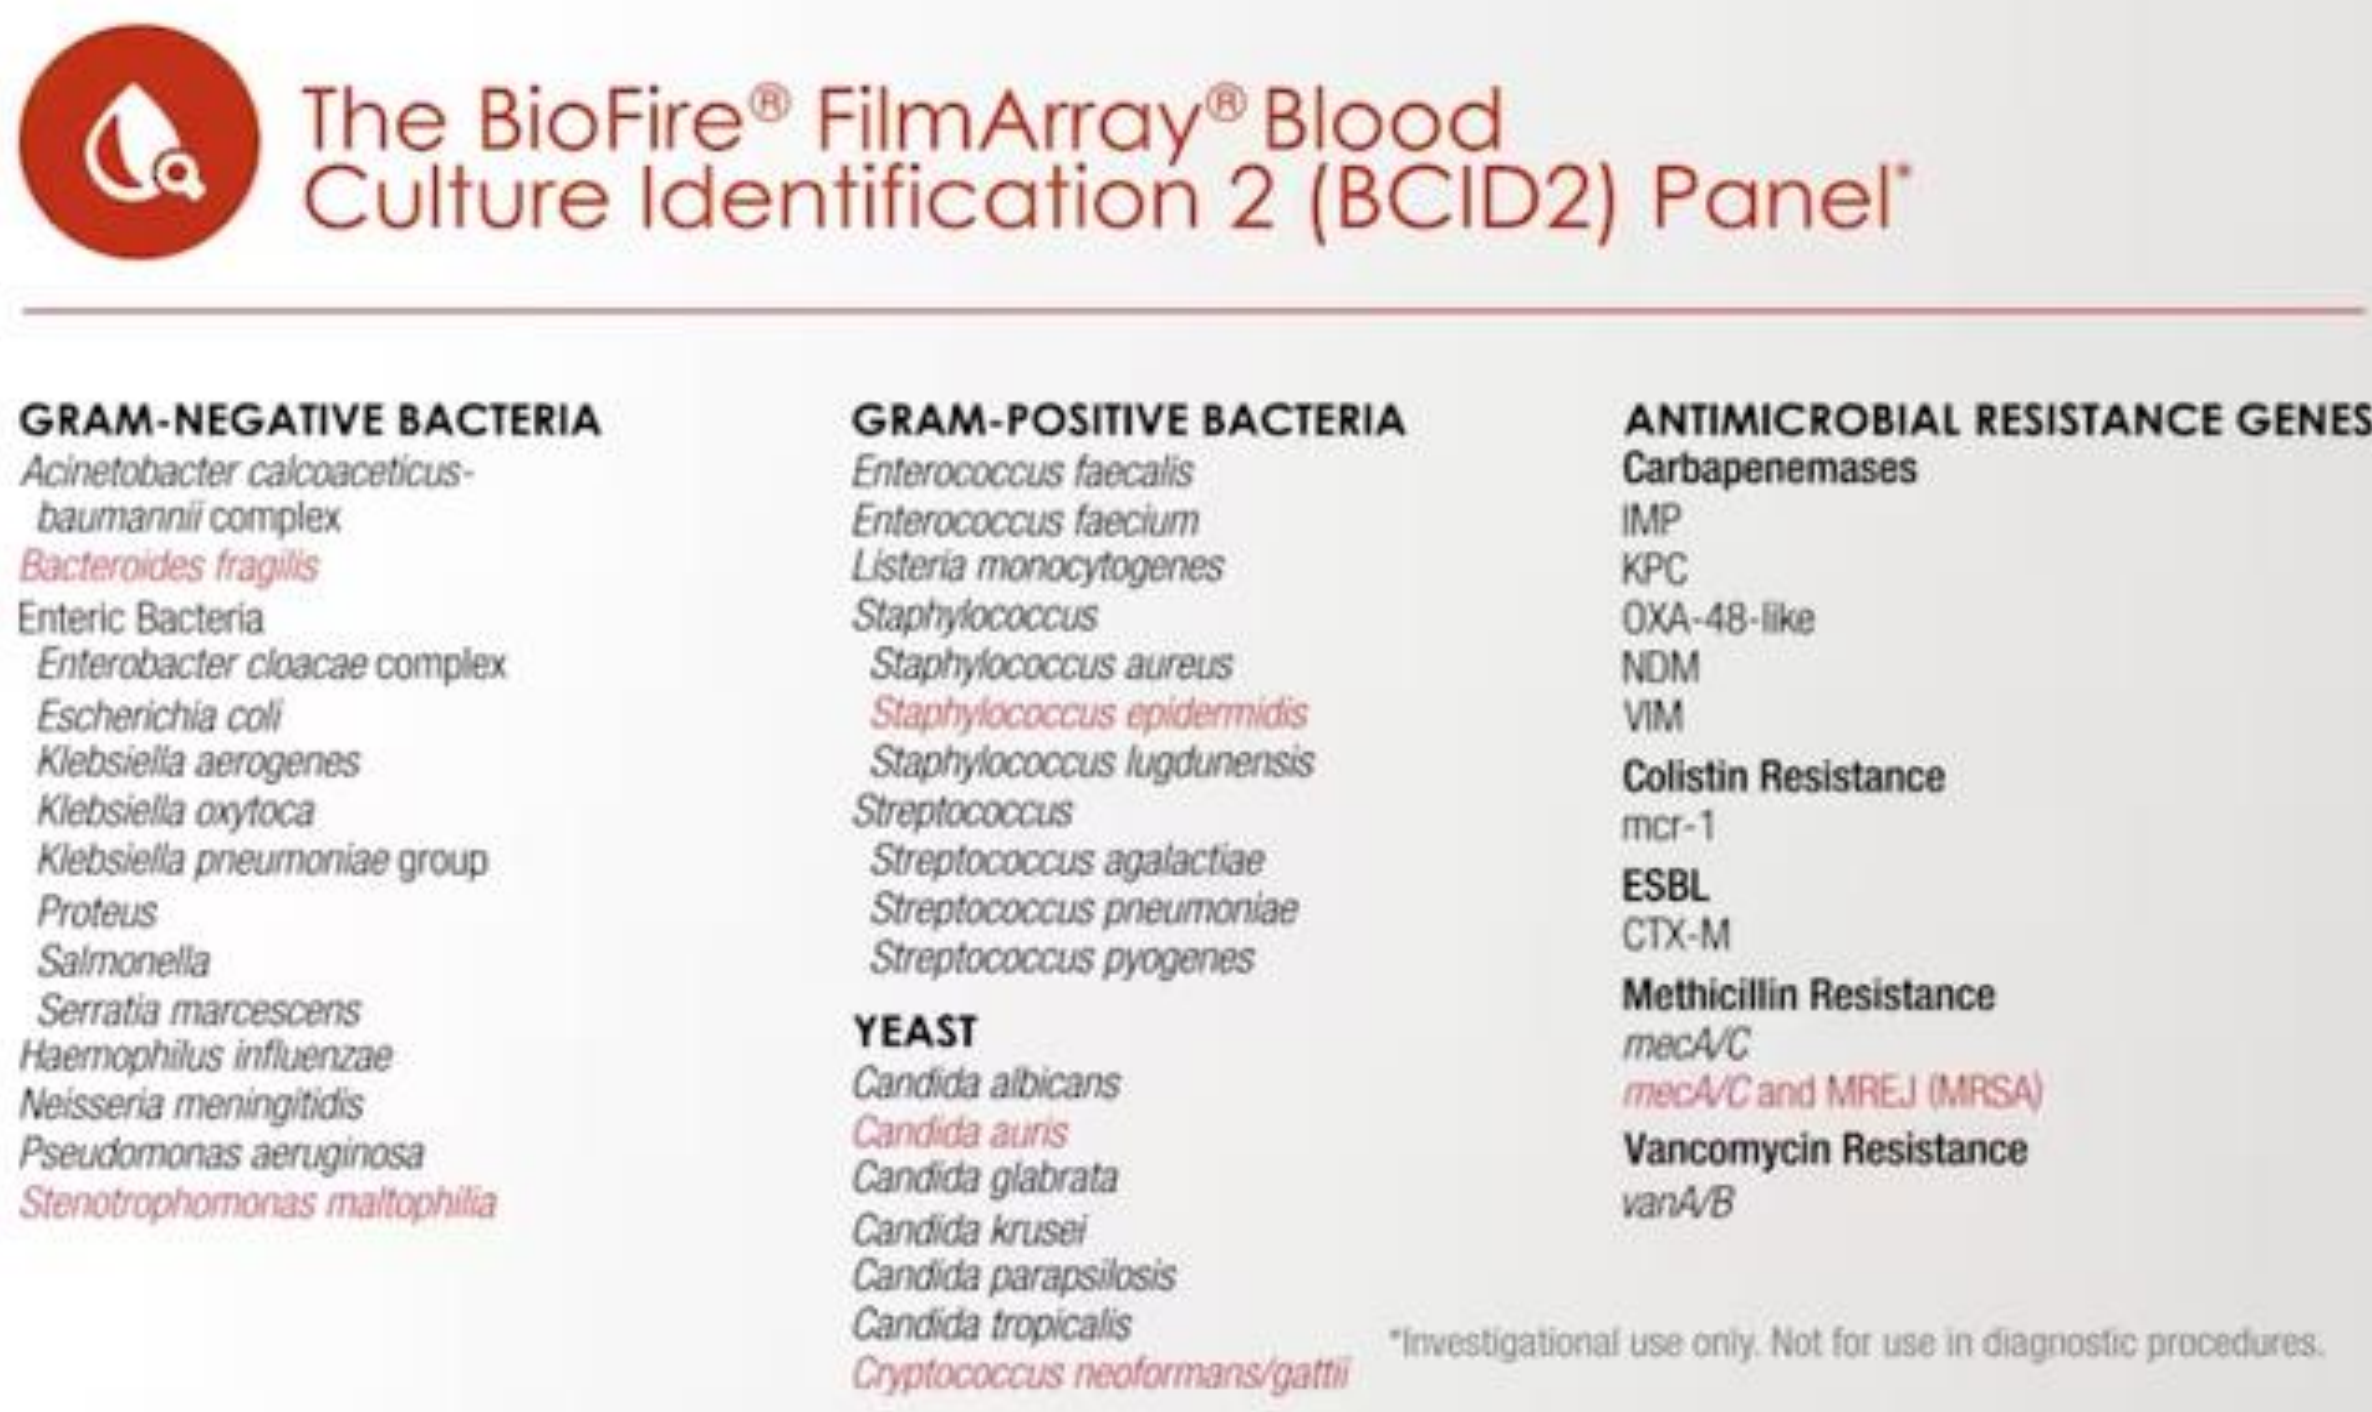 The BioFire® FilmArray® Blood
Culture Identification 2 (BCID2) Panel*
GRAM-NEGATIVE BACTERIA
Acinetobacter calcoaceticus-
baumannii complex
Bacteroides fragilis
Enteric Bacteria
Enterobacter cloacae complex
Escherichia coli
Klebsiella aerogenes
Klebsiella oxytoca
Klebsiella pneumoniae group
Proteus
Salmonella
Serratia marcescens
Haemophilus influenzae
Neisseria meningitidis
Pseudomonas aeruginosa
Stenotrophomonas maltophilia
GRAM-POSITIVE BACTERIA
Enterococcus faecalis
Enterococcus faecium
Listeria monocytogenes
Staphylococcus
Staphylococcus aureus
Staphylococcus epidermidis
Staphylococcus lugdunensis
Streptococcus
Streptococcus agalactiae
Streptococcus pneumoniae
Streptococcus pyogenes
YEAST
Candida albicans
Candida auris
Candida glabrata
Candida krusei
Candida parapsilosis
Candida tropicalis
Cryptococcus neoformans/gattii
ANTIMICROBIAL RESISTANCE GENES
Carbapenemases
IMP
KPC
OXA-48-like
NDM
VIM
Colistin Resistance
mcr-1
ESBL
CTX-M
Methicillin Resistance
mecA/C
mecA/C and MREJ (MRSA)
Vancomycin Resistance
vanA/B
*Investigational use only. Not for use in diagnostic procedures.